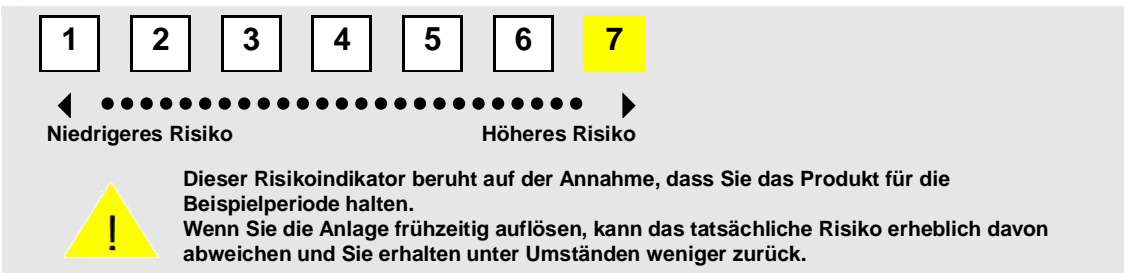 1 2 3 4 5 6 7
Niedrigeres Risiko Höheres Risiko
Dieser Risikoindikator beruht auf der Annahme, dass Sie das Produkt für die
Beispielperiode halten.
Wenn Sie die Anlage frühzeitig auflösen, kann das tatsächliche Risiko erheblich davon
abweichen und Sie erhalten unter Umständen weniger zurück.
!